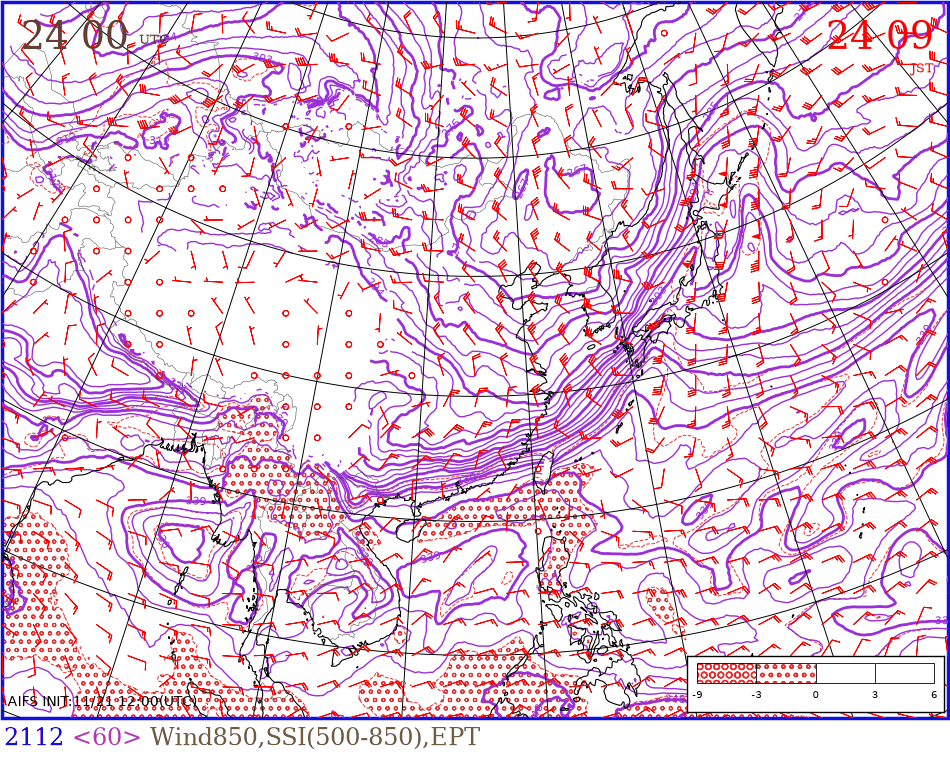 24 00 UTC
24 09
JST
AIFS INIT:11/21 12:00(UTC)
-9 -3 0 3 6
2112 <60> Wind850,SSI(500-850),EPT